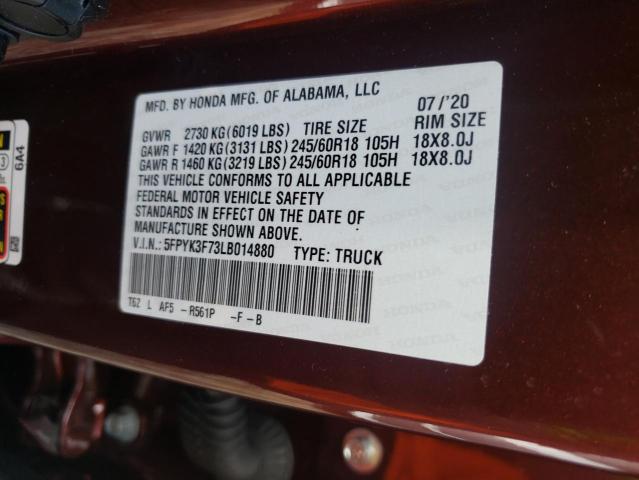 MFD. BY HONDA MFG. OF ALABAMA, LLC 07/'20
GVWR 2730 KG(6019 LBS) TIRE SIZE RIM SIZE
GAWR F 1420 KG(3131 LBS)245/60R18 105H 18X8.0J
GAWR R 1460 KG(3219 LBS)245/60R18 105H 18X8.0J
THIS VEHICLE CONFORMS TO ALL APPLICABLE
FEDERAL MOTOR VEHICLE SAFETY
STANDARDS IN EFFECT ON THE DATE OF
MANUFACTURE SHOWN ABOVE.
V.I.N.: 5FPYK3F73LB014880 TYPE: TRUCK
T6Z L AF5 -R561P -F-B
6A4